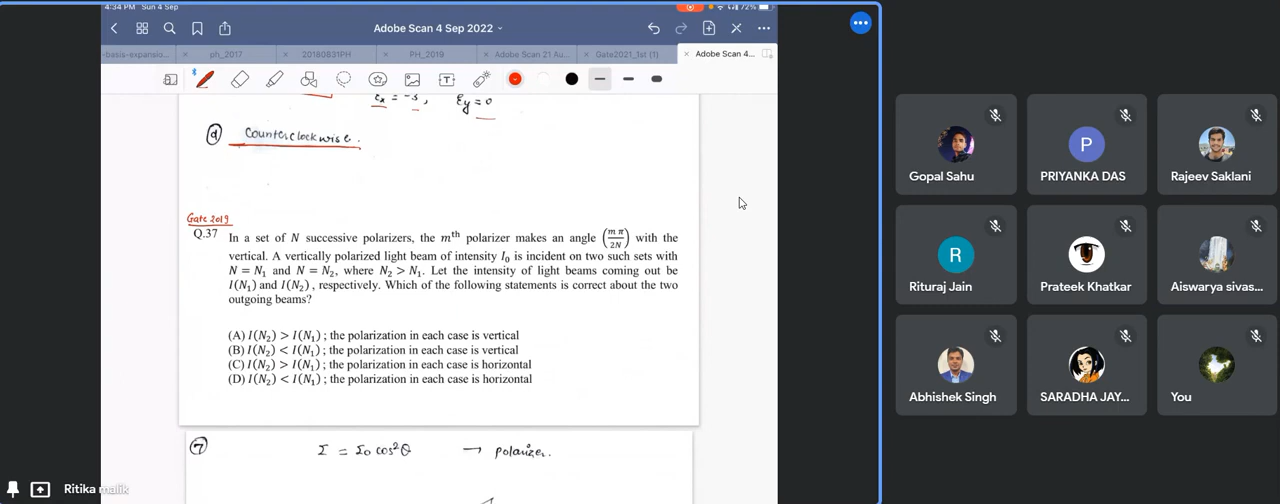 4:34 PM Sun 4 Sep
72%
Adobe Scan 4 Sep 2022
-basis-expansio...
ph_2017
20180831PH
PH_2019
Adobe Scan 21 Au...
Gate2021_1st (1)
Adobe Scan 4...
Ex = -s, Ey = 0
(d) Counterclockwise.
Gate 2019
Q.37 In a set of N successive polarizers, the mth polarizer makes an angle (mπ/2N) with the
vertical. A vertically polarized light beam of intensity I0 is incident on two such sets with
N = N1 and N = N2, where N2 > N1. Let the intensity of light beams coming out be
I(N1) and I(N2), respectively. Which of the following statements is correct about the two
outgoing beams?
(A) I(N2) > I(N1) ; the polarization in each case is vertical
(B) I(N2) < I(N1) ; the polarization in each case is vertical
(C) I(N2) > I(N1) ; the polarization in each case is horizontal
(D) I(N2) < I(N1) ; the polarization in each case is horizontal
(7) I = I0 cos²θ → polarizer.
Ritika malik
Gopal Sahu
P
PRIYANKA DAS
Rajeev Saklani
R
Rituraj Jain
Prateek Khatkar
Aiswarya sivas...
Abhishek Singh
SARADHA JAY...
You